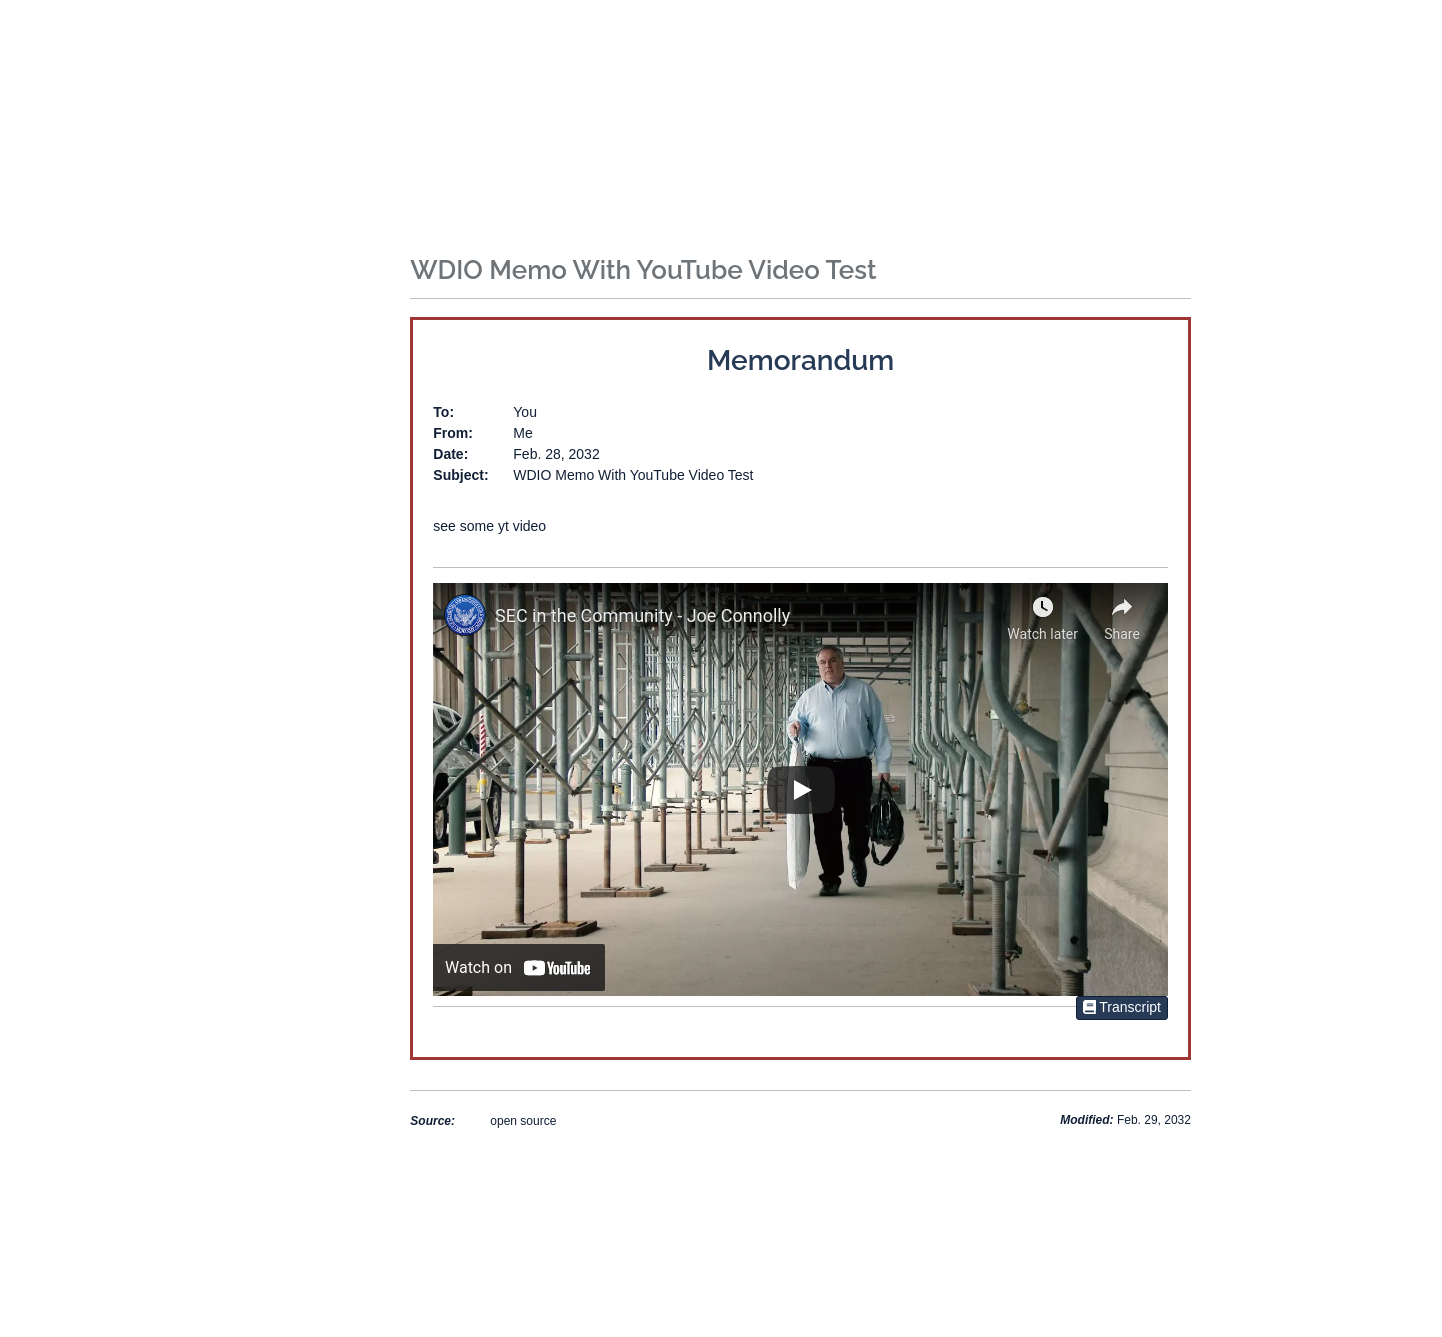 WDIO Memo With YouTube Video Test
Memorandum
To: You
From: Me
Date: Feb. 28, 2032
Subject: WDIO Memo With YouTube Video Test
see some yt video
SEC in the Community - Joe Connolly
Watch later
Share
Watch on YouTube
Transcript
Source: open source
Modified: Feb. 29, 2032